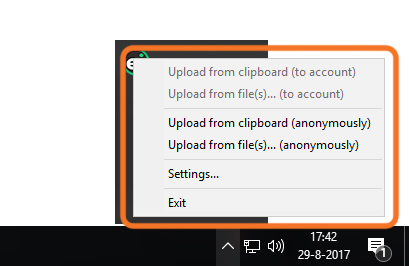 Upload from clipboard (to account)
Upload from file(s)... (to account)
Upload from clipboard (anonymously)
Upload from file(s)... (anonymously)
Settings...
Exit
17:42
29-8-2017
1